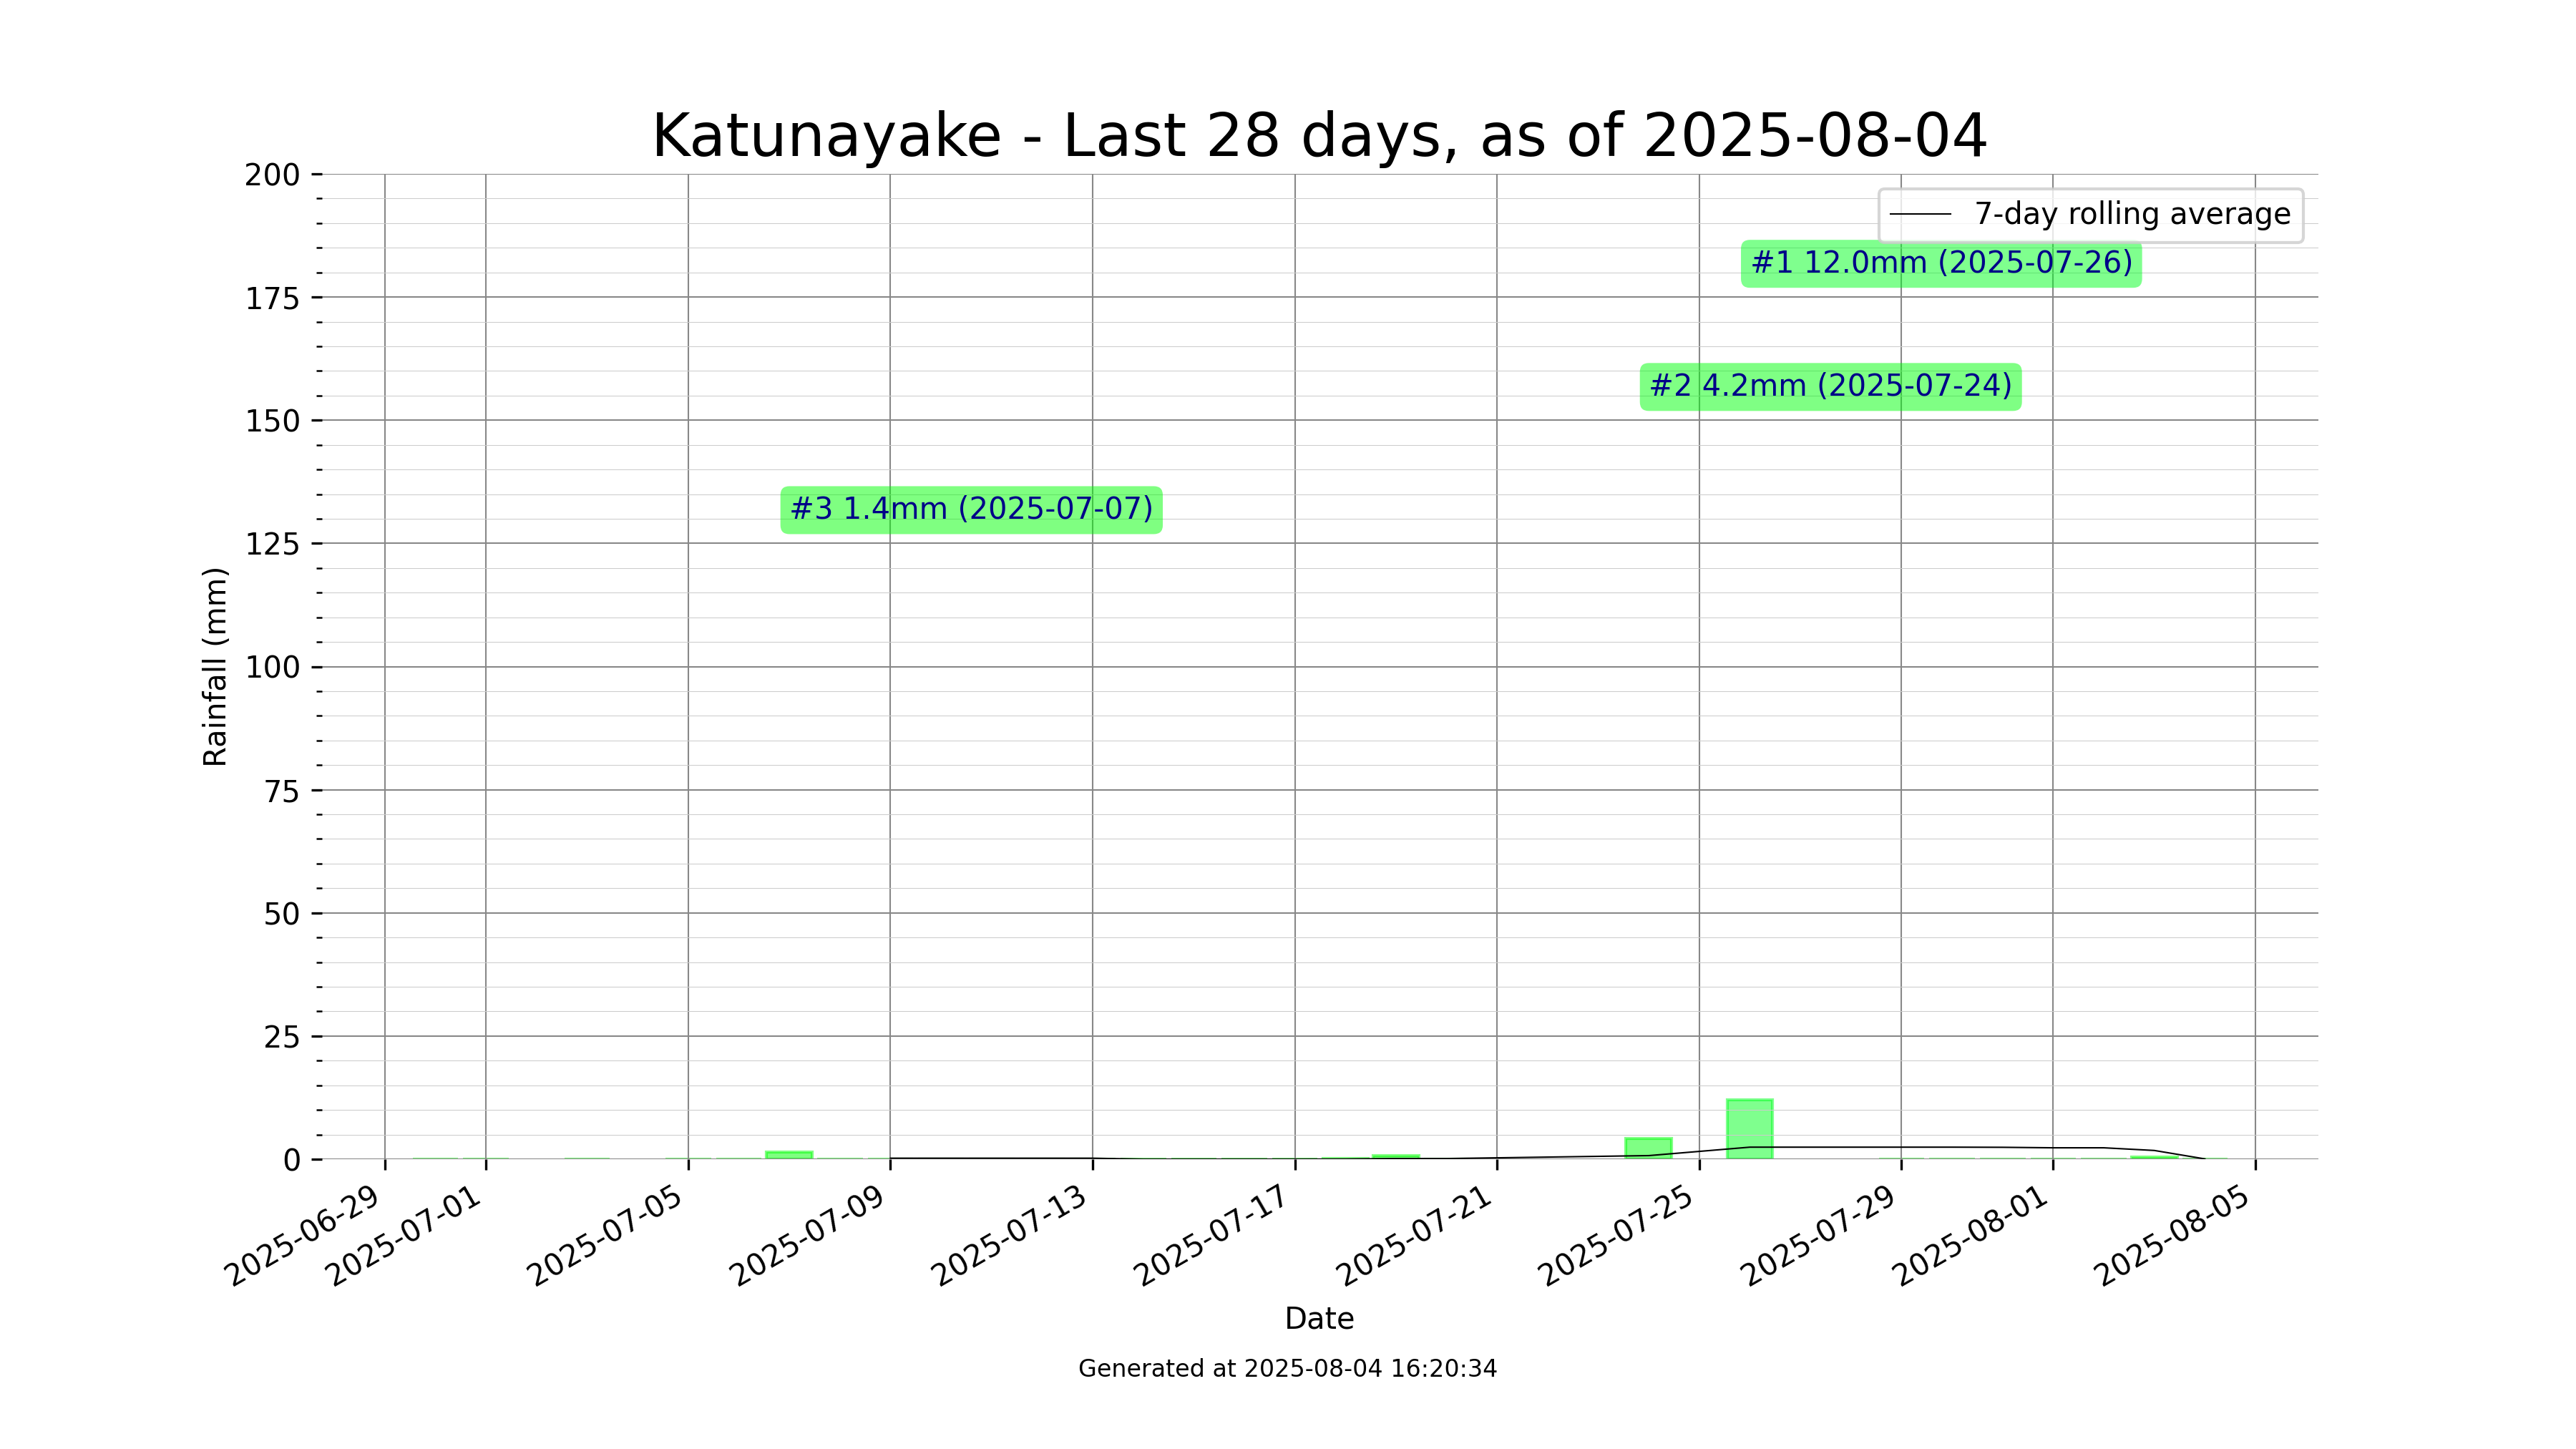 Katunayake - Last 28 days, as of 2025-08-04
7-day rolling average
#1 12.0mm (2025-07-26)
#2 4.2mm (2025-07-24)
#3 1.4mm (2025-07-07)
Rainfall (mm)
200
175
150
125
100
75
50
25
0
2025-06-29
2025-07-01
2025-07-05
2025-07-09
2025-07-13
2025-07-17
2025-07-21
2025-07-25
2025-07-29
2025-08-01
2025-08-05
Date
Generated at 2025-08-04 16:20:34